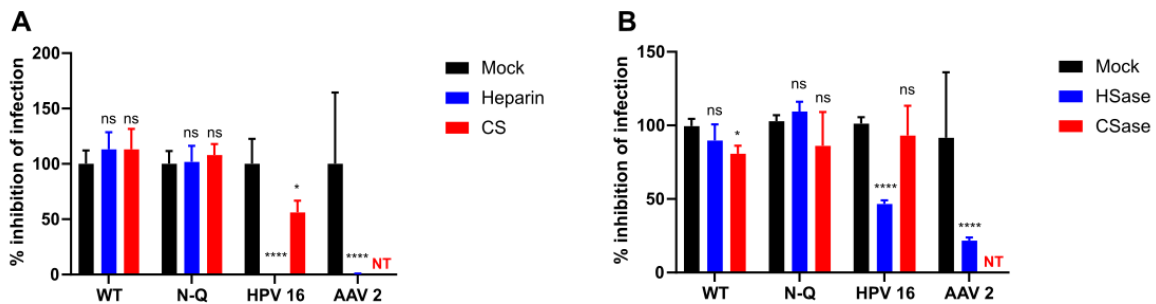 A
% inhibition of infection
200
150
100
50
0
ns ns
ns ns
****
*
****
NT
WT N-Q HPV 16 AAV 2
Mock
Heparin
CS
B
% inhibition of infection
150
100
50
0
ns
*
ns
ns
****
ns
****
NT
WT N-Q HPV 16 AAV 2
Mock
HSase
CSase